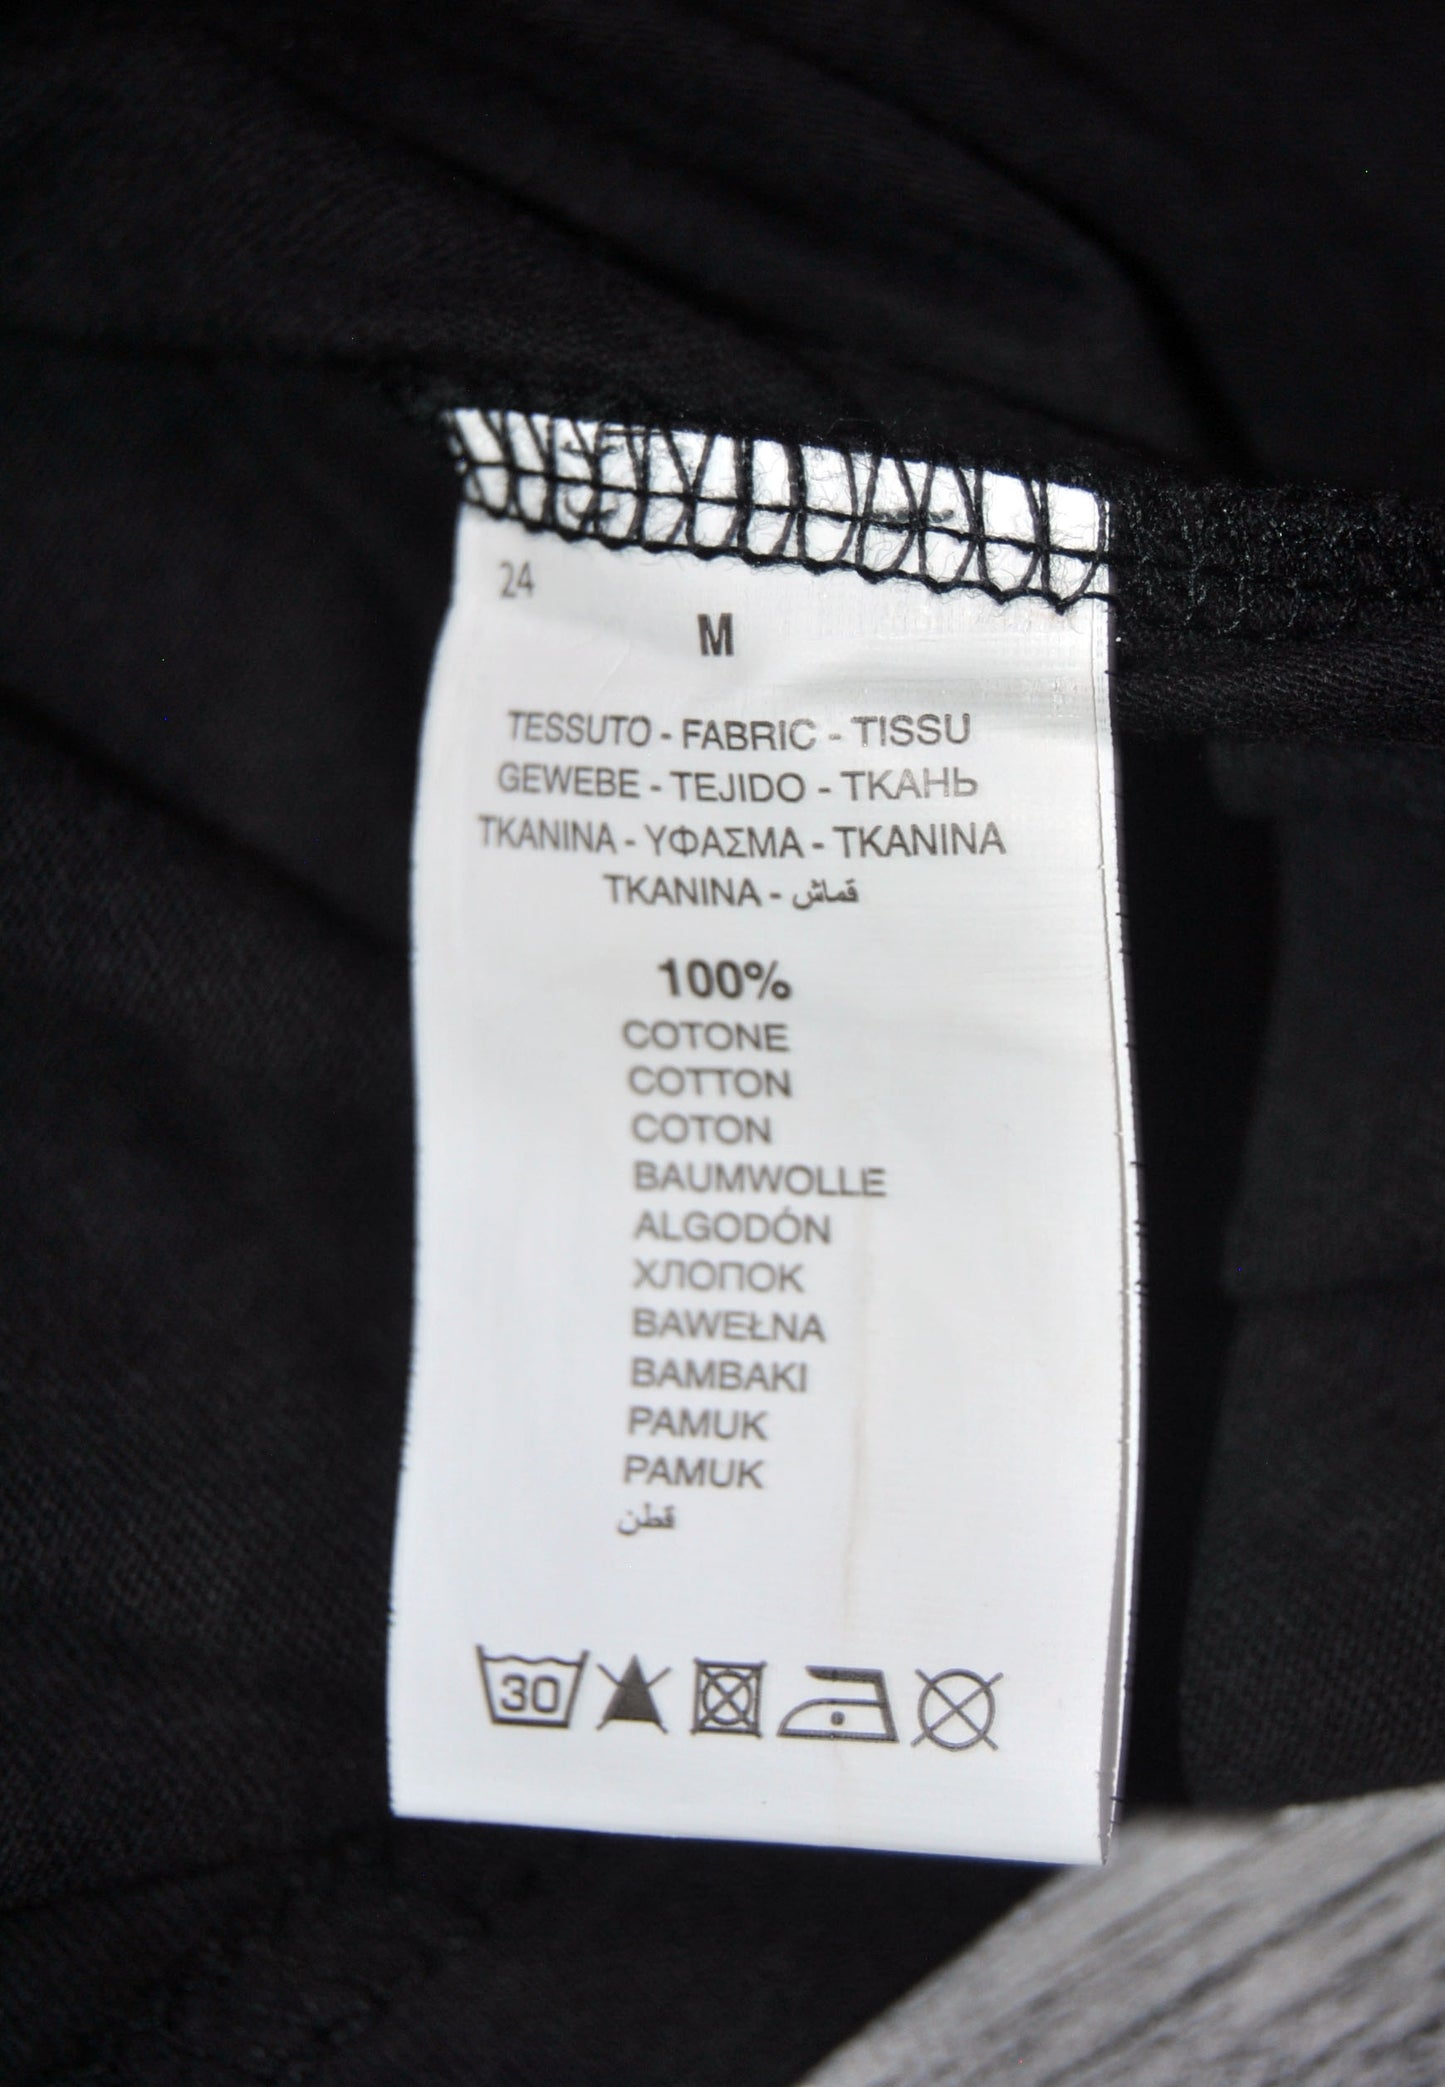 24
M
TESSUTO - FABRIC - TISSU
GEWEBE - TEJIDO - ТКАНЬ
TKANINA - ΥΦΑΣΜΑ - TKANINA
TKANINA - قماش
100%
COTONE
COTTON
COTON
BAUMWOLLE
ALGODÓN
ХЛОПОК
BAWEŁNA
BAMBAKI
PAMUK
PAMUK
قطن
30